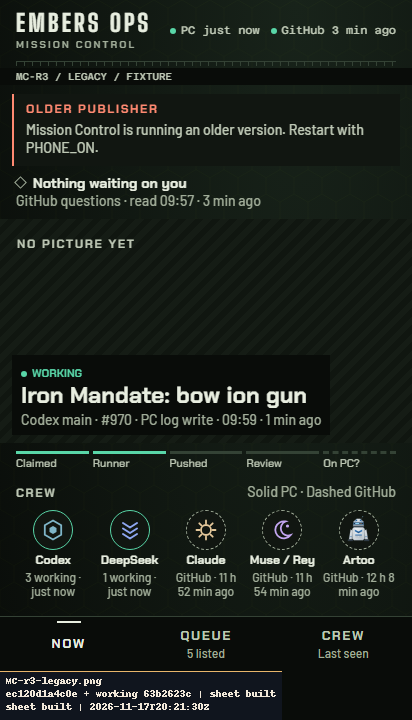 EMBERS OPS
MISSION CONTROL
PC just now
GitHub 3 min ago
MC-R3 / LEGACY / FIXTURE
OLDER PUBLISHER
Mission Control is running an older version. Restart with
PHONE_ON.
Nothing waiting on you
GitHub questions · read 09:57 · 3 min ago
NO PICTURE YET
WORKING
Iron Mandate: bow ion gun
Codex main · #970 · PC log write · 09:59 · 1 min ago
Claimed Runner Pushed Review On PC?
CREW
Solid PC · Dashed GitHub
Codex
3 working ·
just now
DeepSeek
1 working ·
just now
Claude
GitHub · 11 h
52 min ago
Muse / Rey
GitHub · 11 h
54 min ago
Artoo
GitHub · 12 h 8
min ago
NOW
QUEUE
5 listed
CREW
Last seen
MC-r3-legacy.png
ec120d1a4c0e + working 63b2623c | sheet built
sheet built | 2026-11-17r20:21:30z